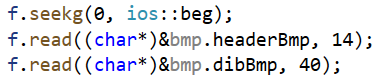 f.seekg(0, ios::beg);
f.read((char*)&bmp.headerBmp, 14);
f.read((char*)&bmp.dibBmp, 40);